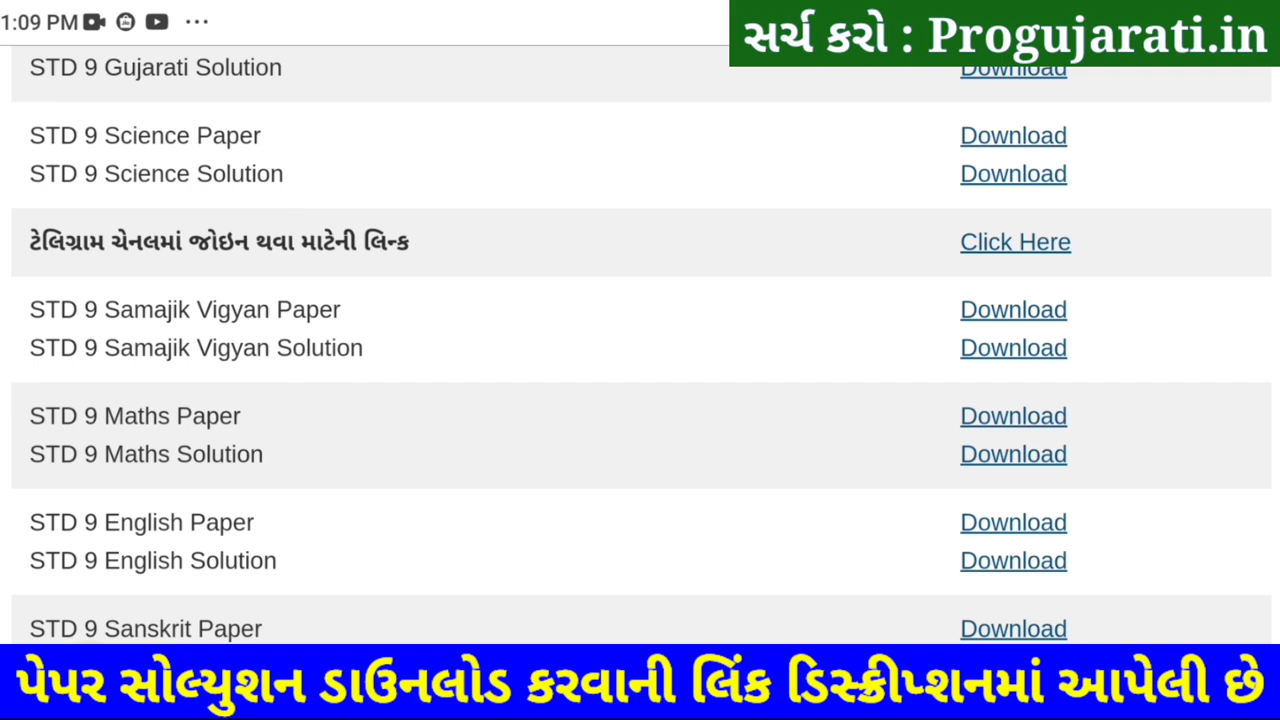 1:09 PM
સર્ચ કરો : Progujarati.in
STD 9 Gujarati Solution Download
STD 9 Science Paper Download
STD 9 Science Solution Download
ટેલિગ્રામ ચેનલમાં જોઇન થવા માટેની લિન્ક Click Here
STD 9 Samajik Vigyan Paper Download
STD 9 Samajik Vigyan Solution Download
STD 9 Maths Paper Download
STD 9 Maths Solution Download
STD 9 English Paper Download
STD 9 English Solution Download
STD 9 Sanskrit Paper Download
પેપર સોલ્યુશન ડાઉનલોડ કરવાની લિંક ડિસ્ક્રીપ્શનમાં આપેલી છે